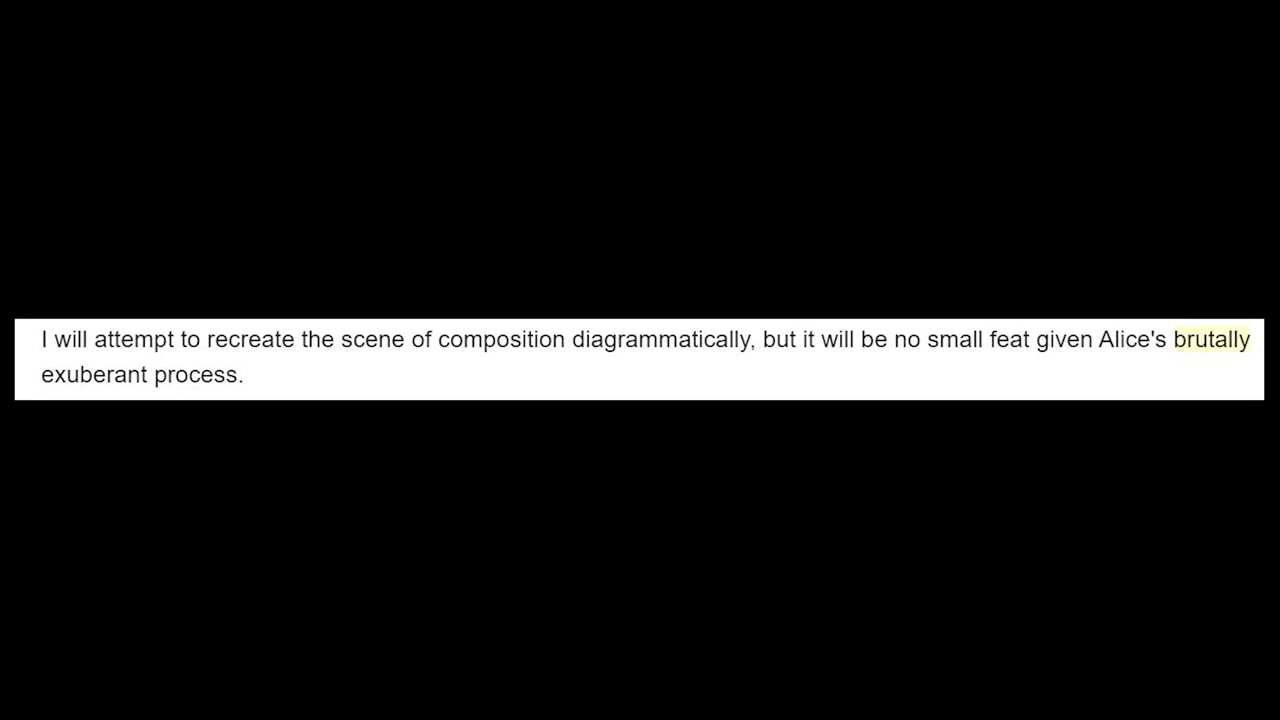 I will attempt to recreate the scene of composition diagrammatically, but it will be no small feat given Alice's brutally
exuberant process.